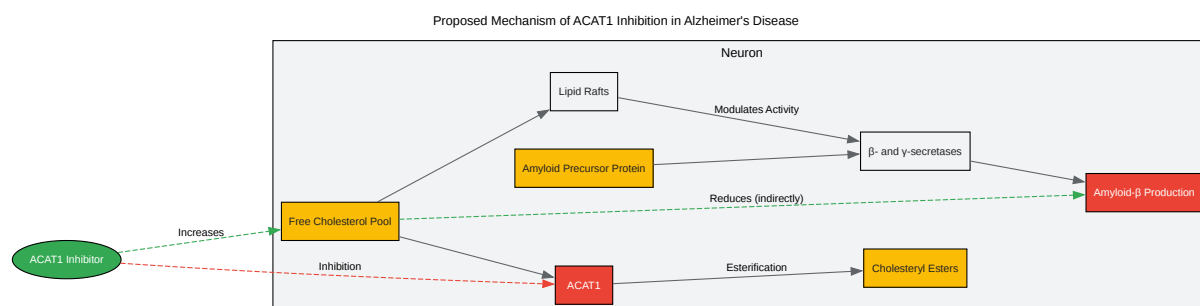 Proposed Mechanism of ACAT1 Inhibition in Alzheimer's Disease
Neuron
Lipid Rafts
Modulates Activity
β- and γ-secretases
Amyloid Precursor Protein
Amyloid-β Production
Reduces (indirectly)
Free Cholesterol Pool
Increases
ACAT1 Inhibitor
Inhibition
Esterification
Cholesteryl Esters
ACAT1